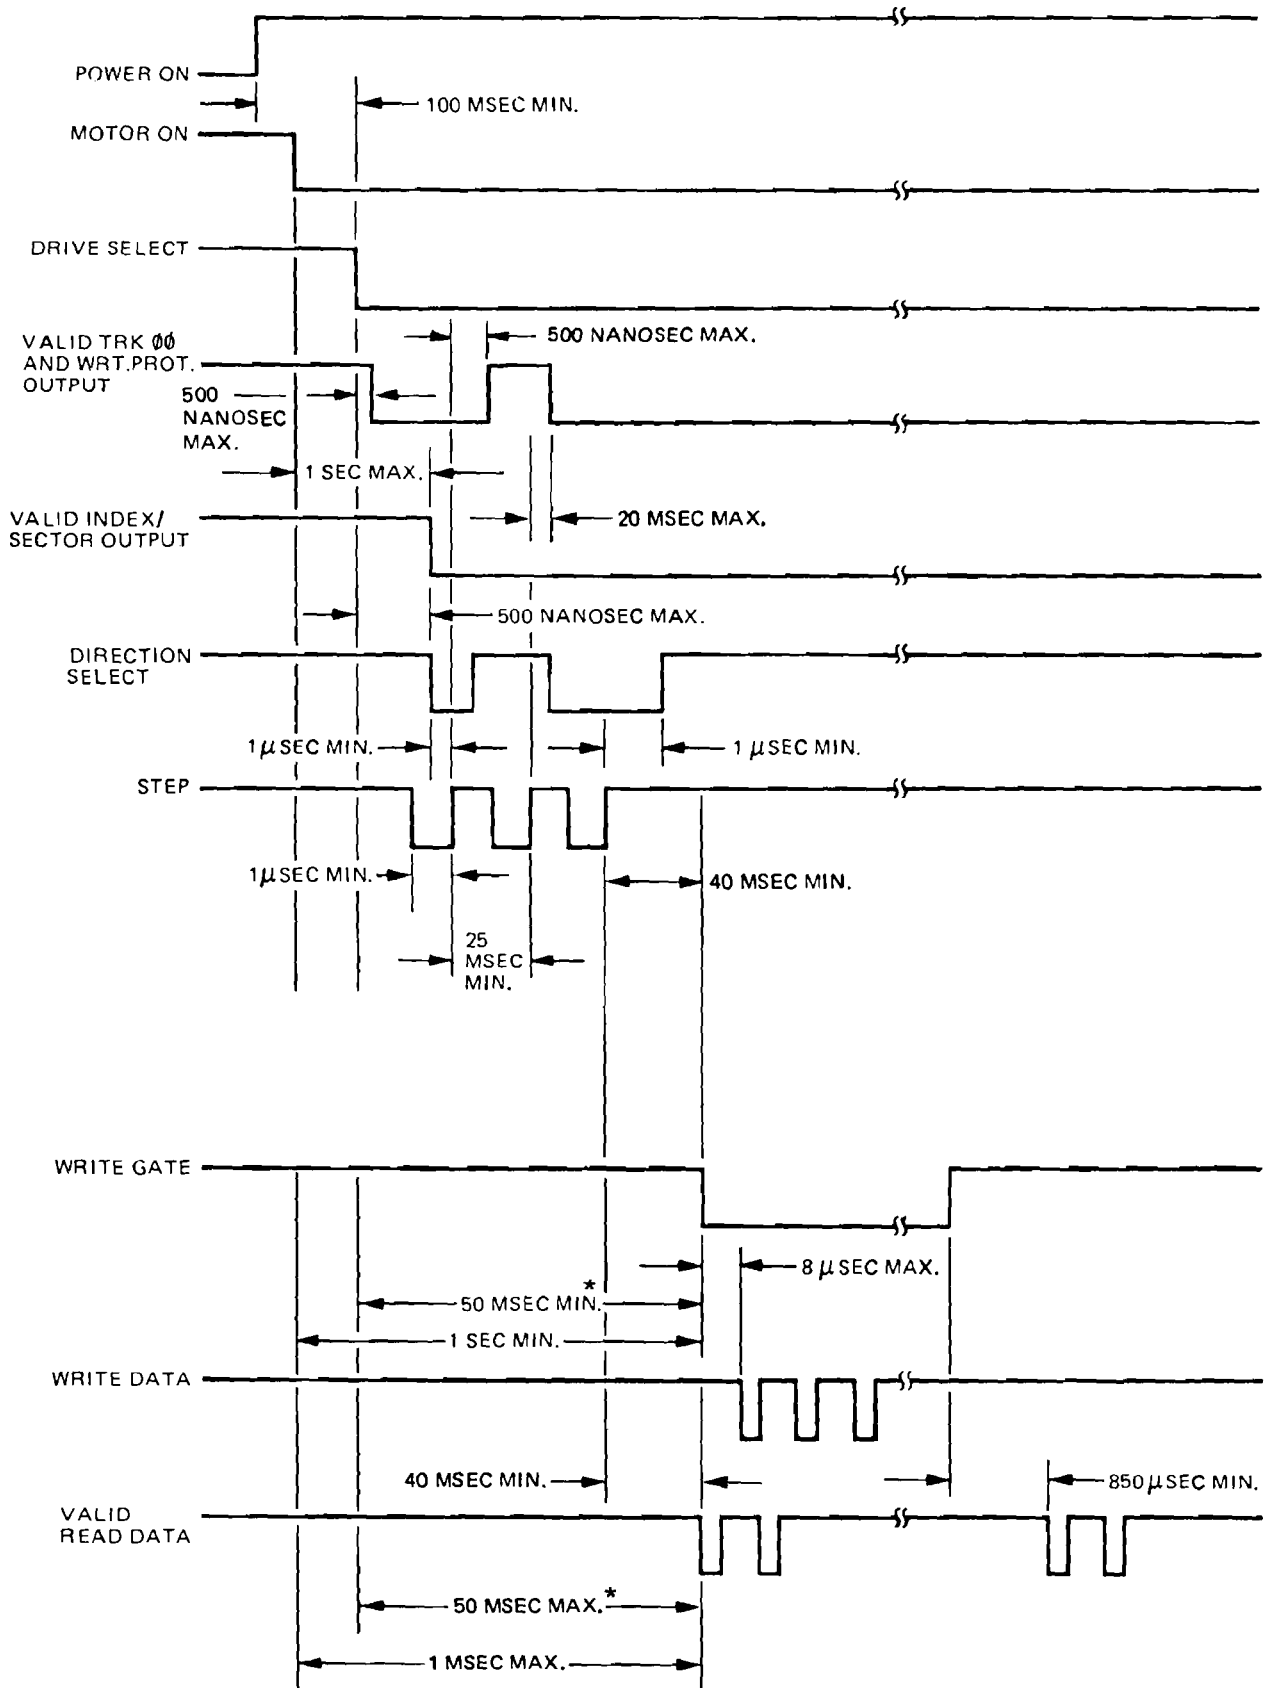 POWER ON
100 MSEC MIN.
MOTOR ON
DRIVE SELECT
500 NANOSEC MAX.
VALID TRK ØØ
AND WRT.PROT.
OUTPUT
500
NANOSEC
MAX.
1 SEC MAX.
VALID INDEX/
SECTOR OUTPUT
20 MSEC MAX.
500 NANOSEC MAX.
DIRECTION
SELECT
1 μSEC MIN.
1 μSEC MIN.
STEP
1 μSEC MIN.
40 MSEC MIN.
25
MSEC
MIN.
WRITE GATE
8 μSEC MAX.
50 MSEC MIN.*
1 SEC MIN.
WRITE DATA
40 MSEC MIN.
850 μSEC MIN.
VALID
READ DATA
50 MSEC MAX.*
1 MSEC MAX.